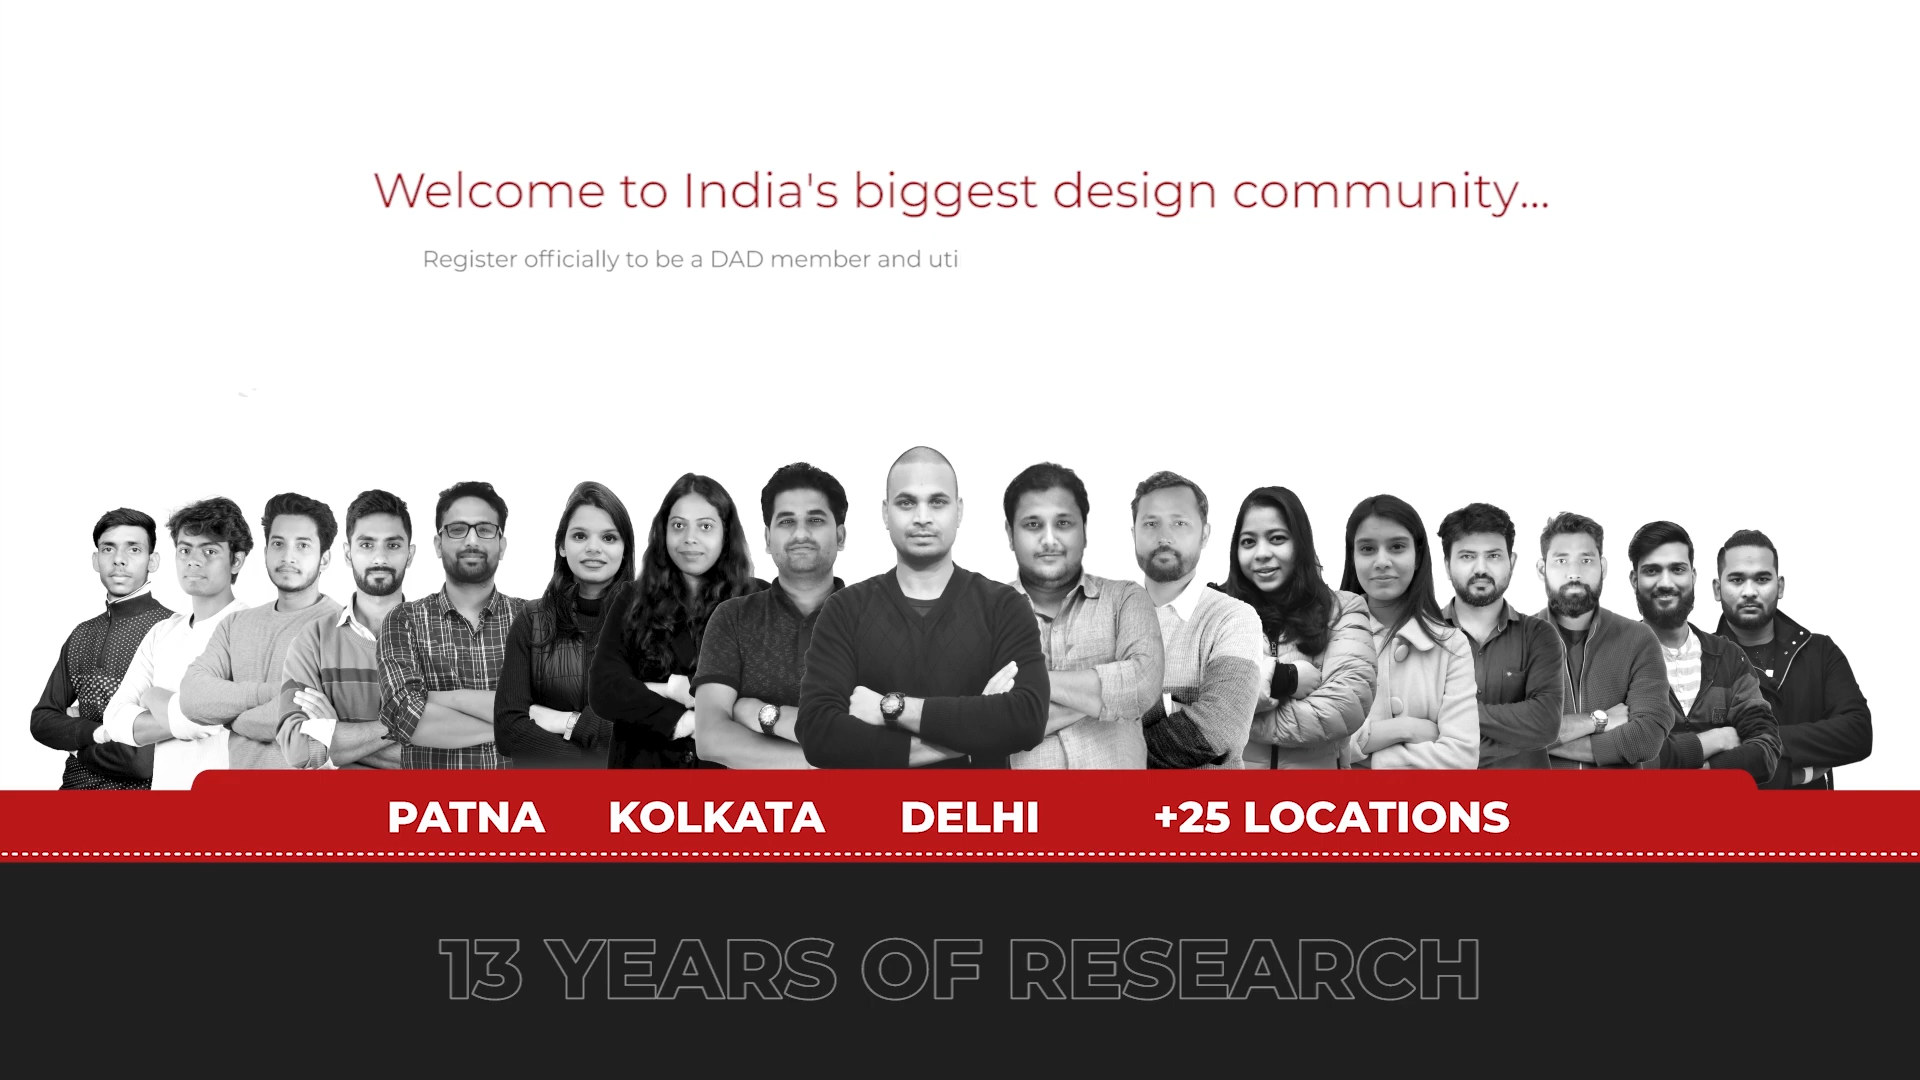 Welcome to India's biggest design community...
Register officially to be a DAD member and uti
PATNA KOLKATA DELHI +25 LOCATIONS
13 YEARS OF RESEARCH